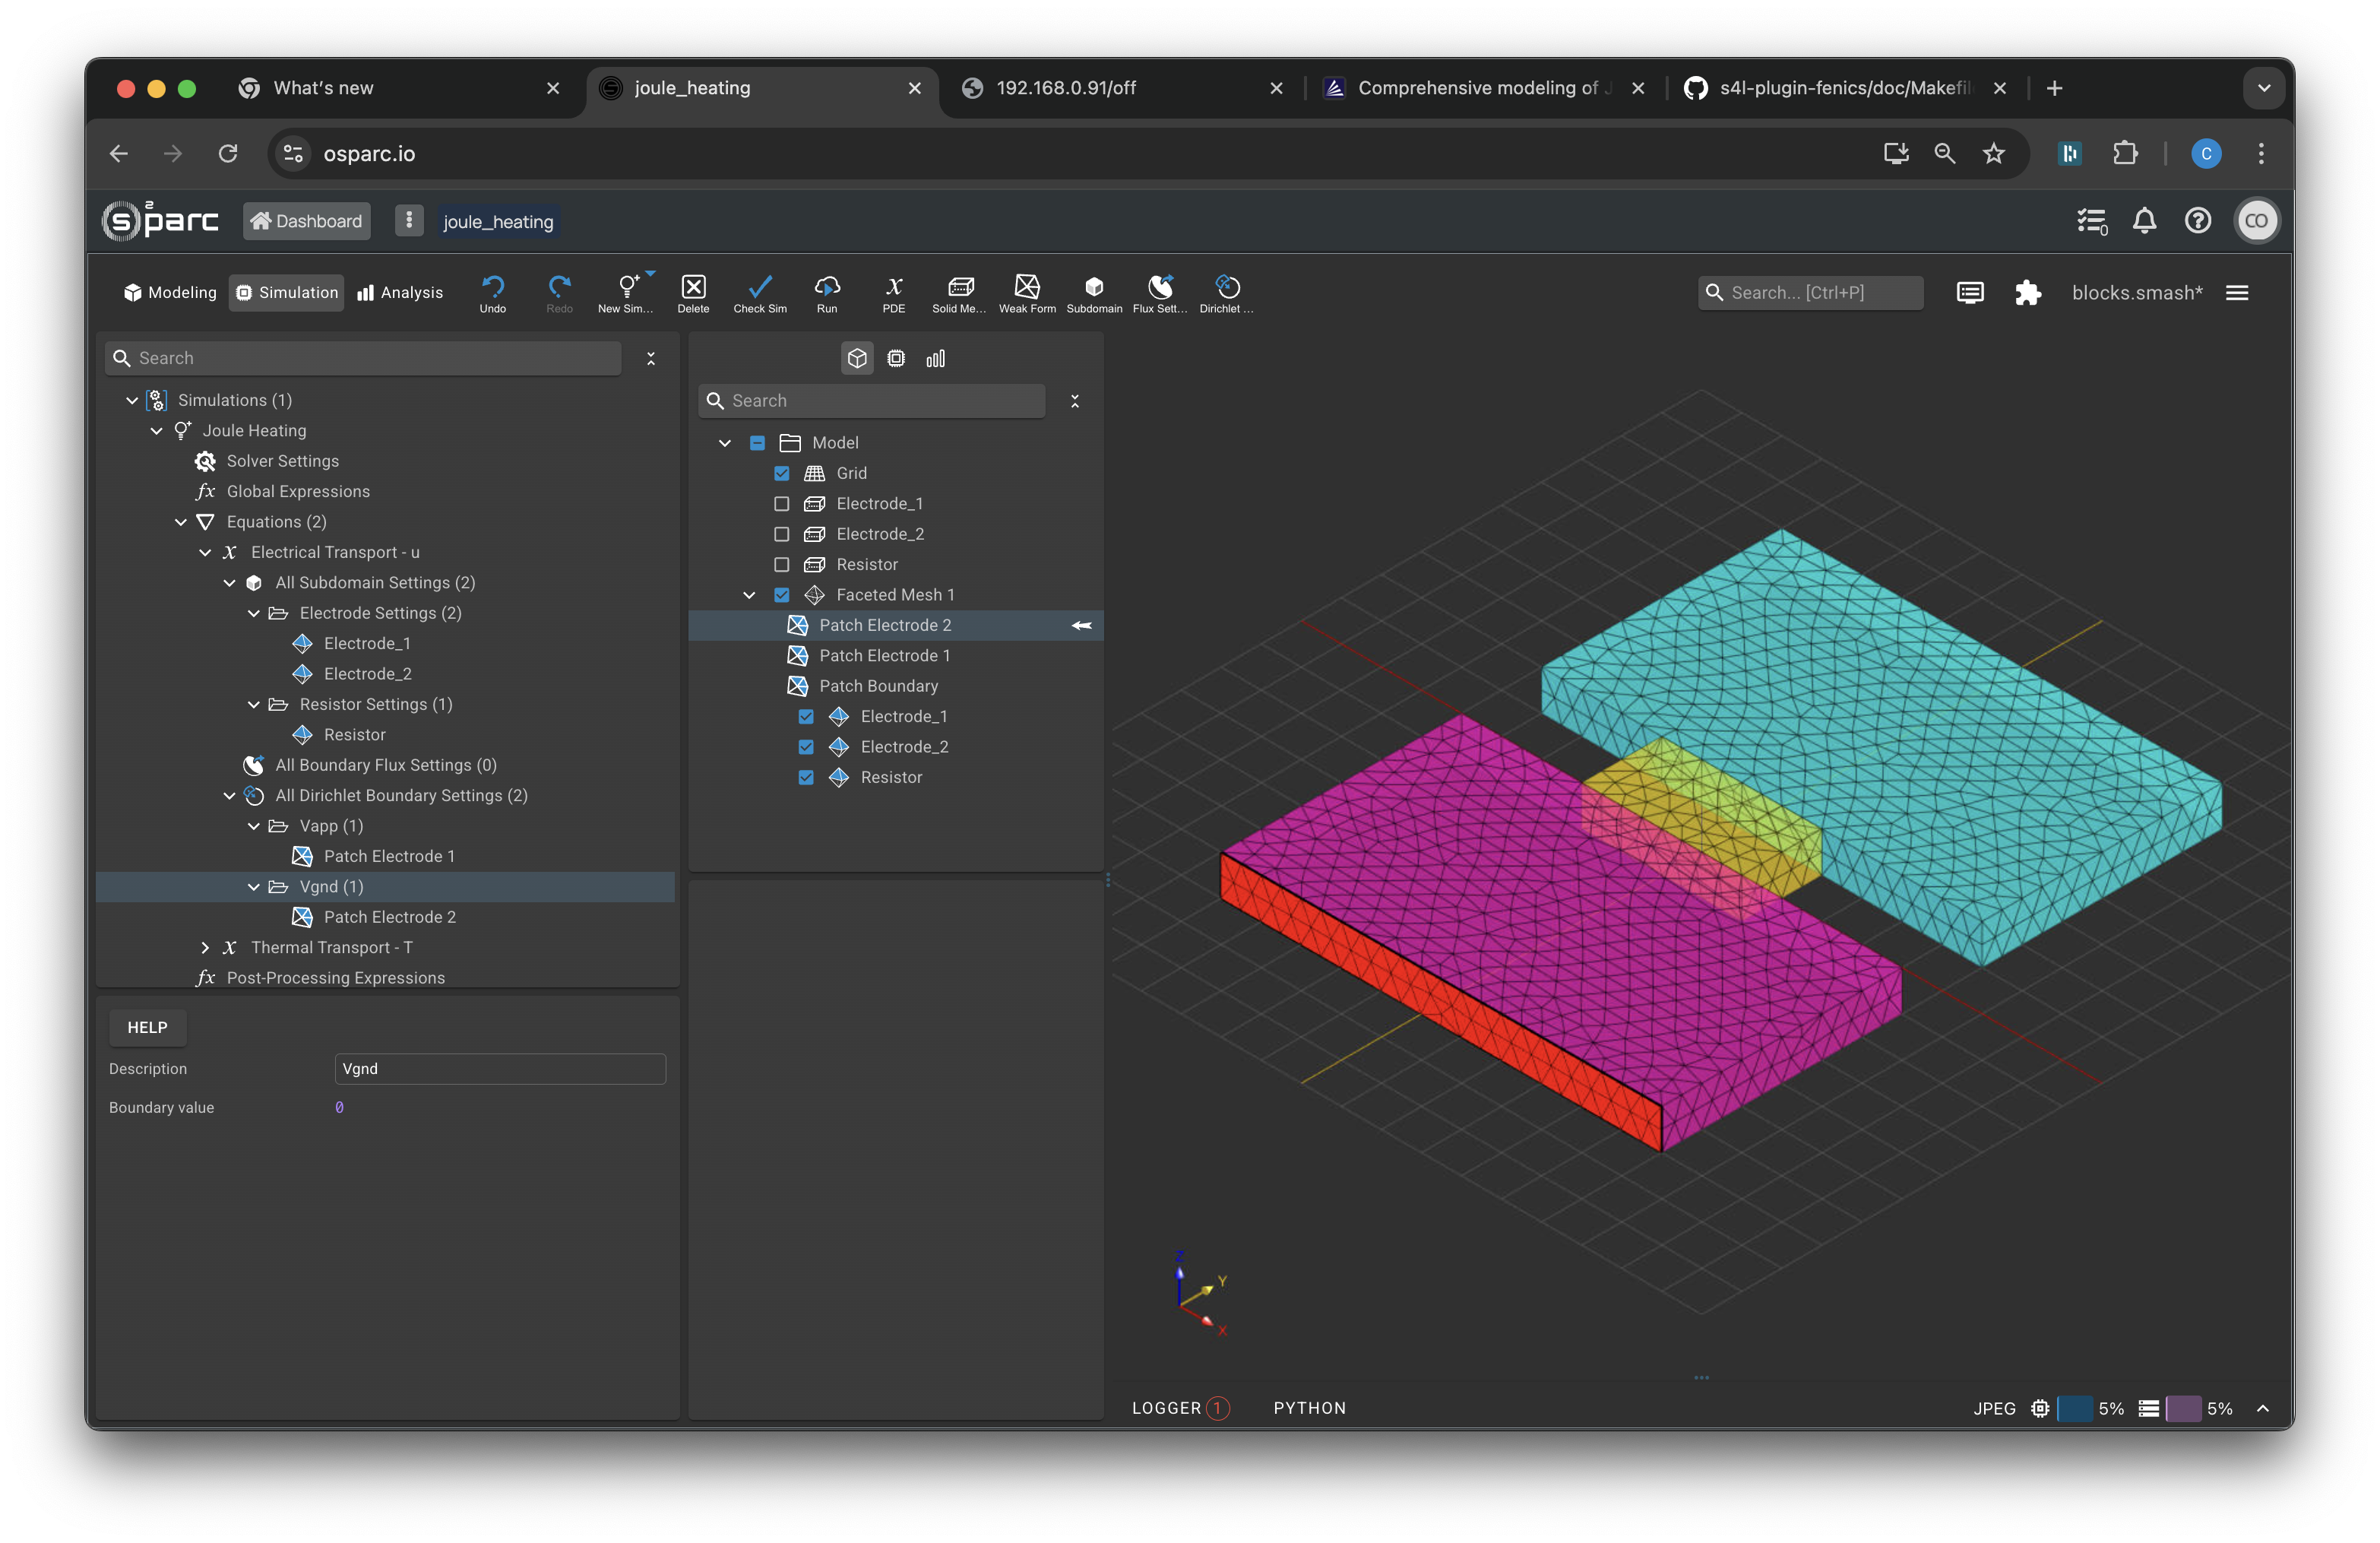 What's new
joule_heating
192.168.0.91/off
Comprehensive modeling of J
s4l-plugin-fenics/doc/Makefil
osparc.io
C
s2parc
Dashboard
joule_heating
0
CO
Modeling
Simulation
Analysis
Undo
Redo
New Sim...
Delete
Check Sim
Run
PDE
Solid Me...
Weak Form
Subdomain
Flux Sett...
Dirichlet ...
Search... [Ctrl+P]
blocks.smash*
Search
Simulations (1)
Joule Heating
Solver Settings
fx Global Expressions
Equations (2)
x Electrical Transport - u
All Subdomain Settings (2)
Electrode Settings (2)
Electrode_1
Electrode_2
Resistor Settings (1)
Resistor
All Boundary Flux Settings (0)
All Dirichlet Boundary Settings (2)
Vapp (1)
Patch Electrode 1
Vgnd (1)
Patch Electrode 2
x Thermal Transport - T
fx Post-Processing Expressions
HELP
Description
Vgnd
Boundary value
0
Search
Model
Grid
Electrode_1
Electrode_2
Resistor
Faceted Mesh 1
Patch Electrode 2
Patch Electrode 1
Patch Boundary
Electrode_1
Electrode_2
Resistor
Z
Y
X
LOGGER 1
PYTHON
JPEG
5%
5%